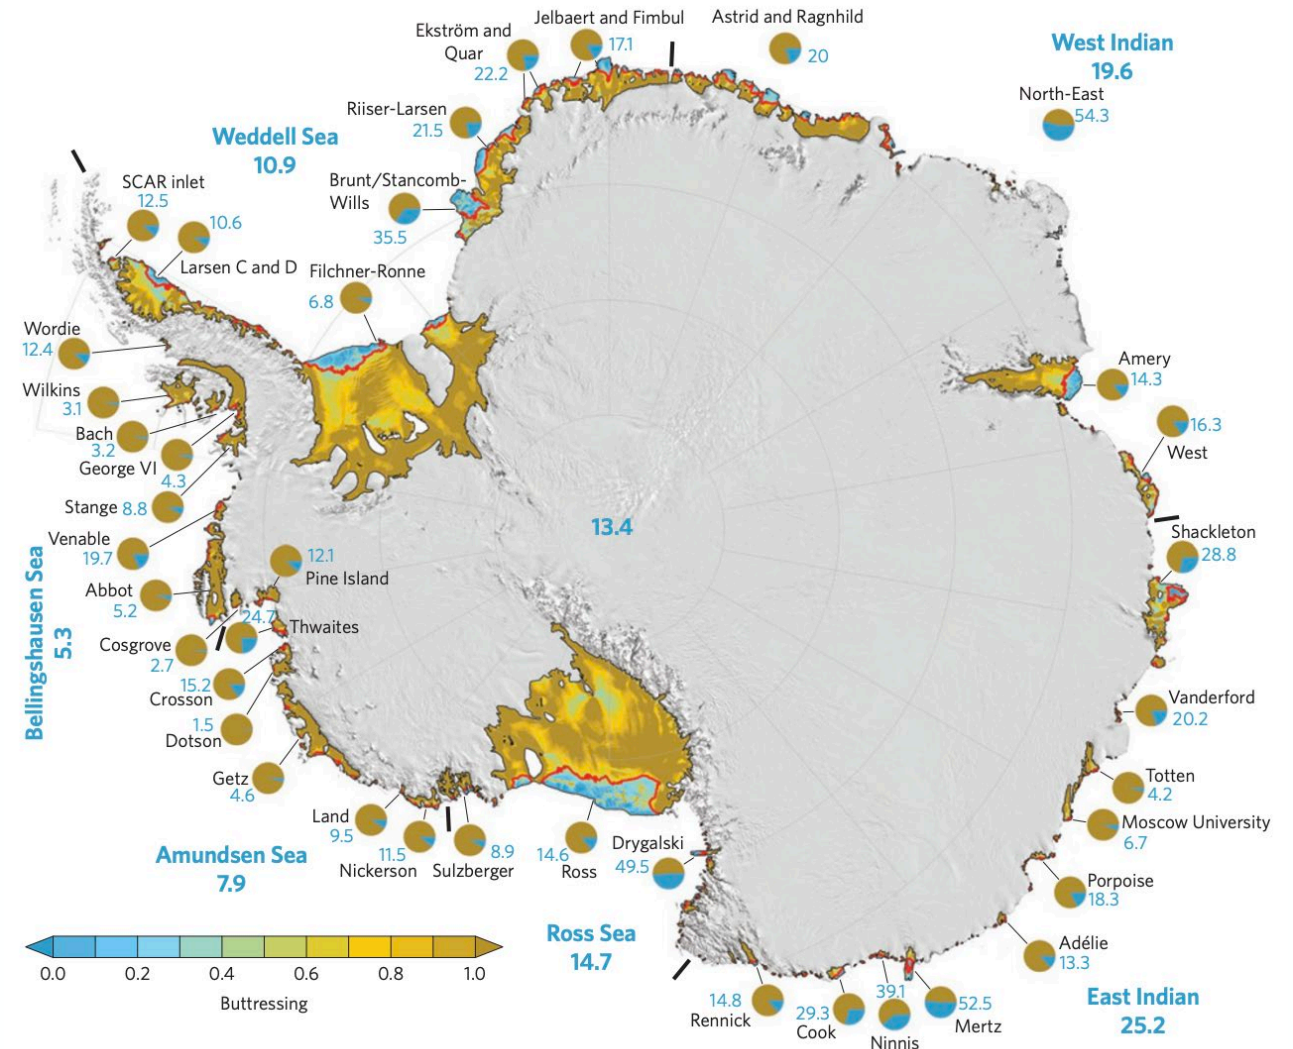 Jelbaert and Fimbul
17.1
Astrid and Ragnhild
20
Ekström and
Quar
22.2
West Indian
19.6
North-East
54.3
Riiser-Larsen
21.5
Weddell Sea
10.9
Brunt/Stancomb-
Wills
35.5
SCAR inlet
12.5
10.6
Larsen C and D
Filchner-Ronne
6.8
Wordie
12.4
Wilkins
3.1
Bach
3.2
George VI
4.3
Stange 8.8
Venable
19.7
Abbot
5.2
Bellingshausen Sea
5.3
Cosgrove
2.7
12.1
Pine Island
24.7
Thwaites
15.2
Crosson
1.5
Dotson
Getz
4.6
Land
9.5
11.5
Nickerson
8.9
Sulzberger
14.6
Ross
Drygalski
49.5
13.4
Amery
14.3
16.3
West
Shackleton
28.8
Vanderford
20.2
Totten
4.2
Moscow University
6.7
Porpoise
18.3
Adélie
13.3
East Indian
25.2
52.5
Mertz
39.1
Ninnis
29.3
Cook
14.8
Rennick
Ross Sea
14.7
Amundsen Sea
7.9
0.0 0.2 0.4 0.6 0.8 1.0
Buttressing